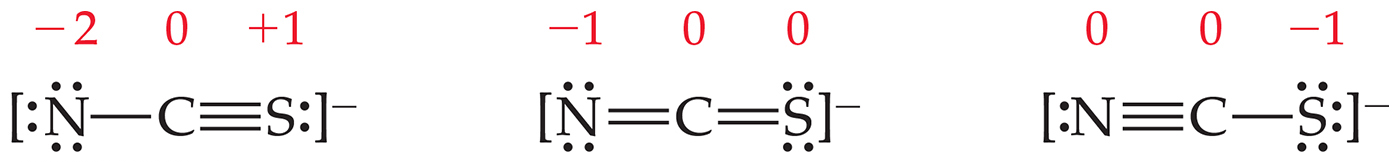 −2 0 +1 −1 0 0 0 0 −1
[:N̈—C≡S:]⁻ [N̈=C=S̈]⁻ [:N≡C—S̈:]⁻